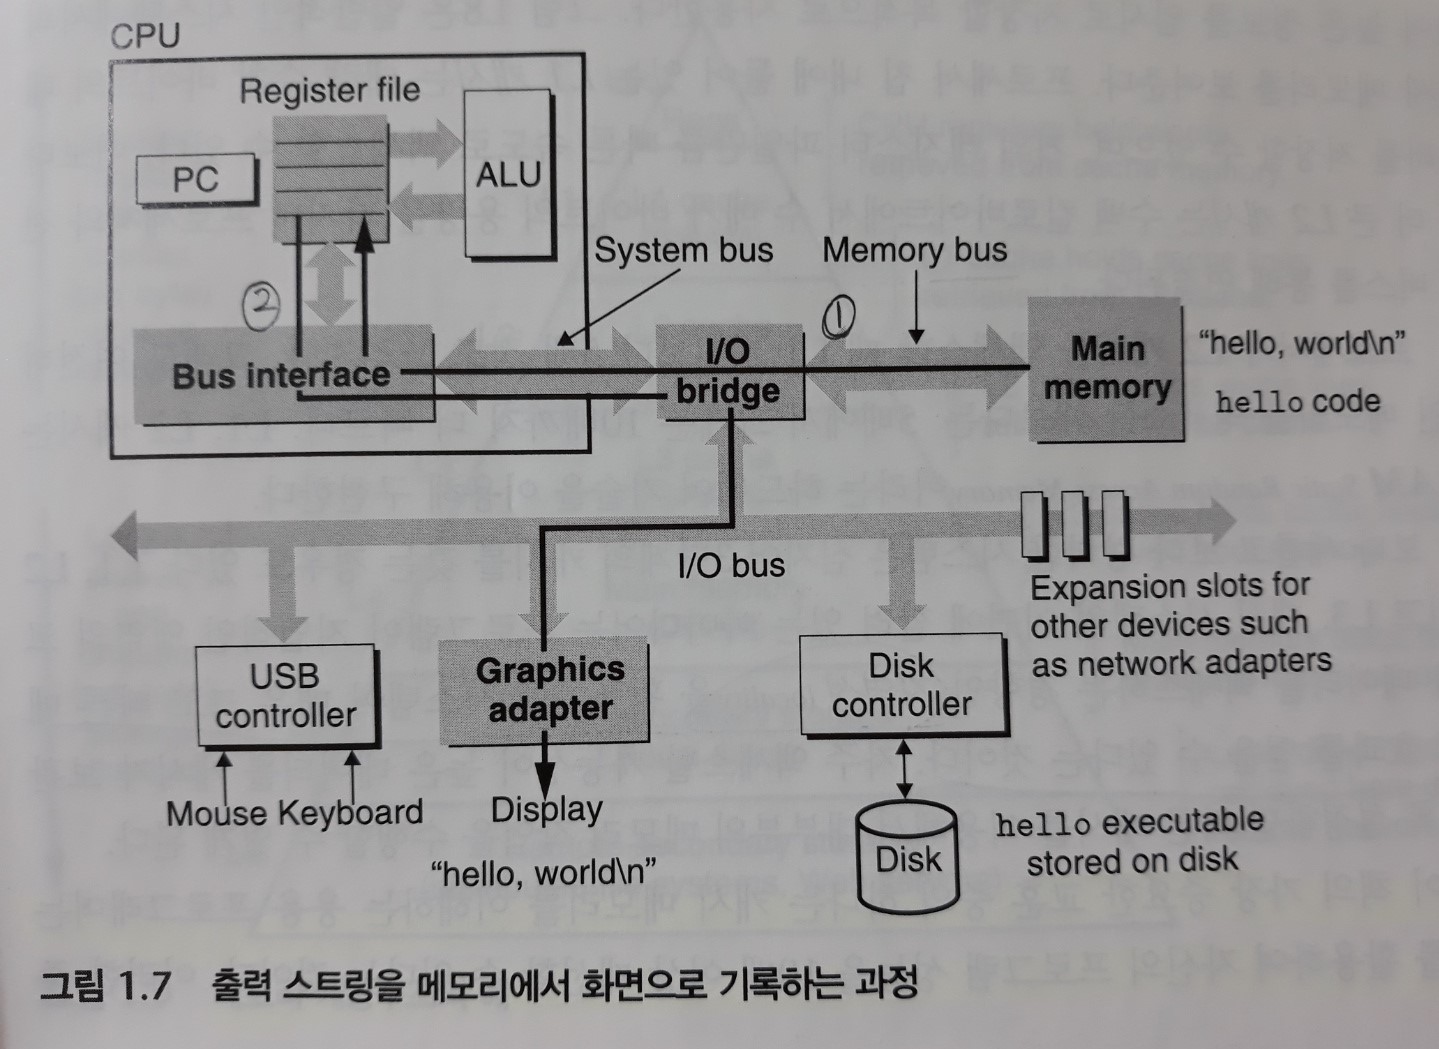 CPU
Register file
PC
ALU
System bus
Memory bus
②
①
Bus interface
I/O
bridge
Main
memory
“hello, world\n”
hello code
I/O bus
Expansion slots for
other devices such
as network adapters
USB
controller
Graphics
adapter
Disk
controller
Mouse Keyboard
Display
“hello, world\n”
Disk
hello executable
stored on disk
그림 1.7 출력 스트링을 메모리에서 화면으로 기록하는 과정